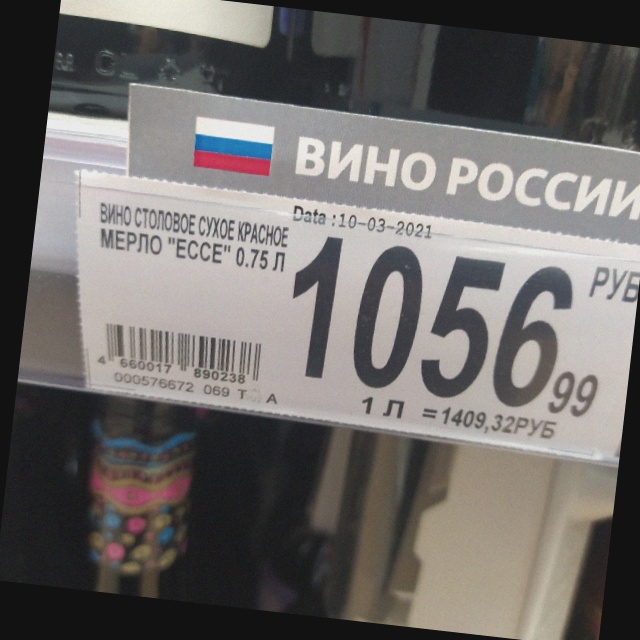 ВИНО РОССИИ
Data :10-03-2021
ВИНО СТОЛОВОЕ СУХОЕ КРАСНОЕ
МЕРЛО "ЕССЕ" 0.75 Л
1056 99 РУБ
4 660017 890238
000576672 069 Т А
1 Л =1409,32РУБ